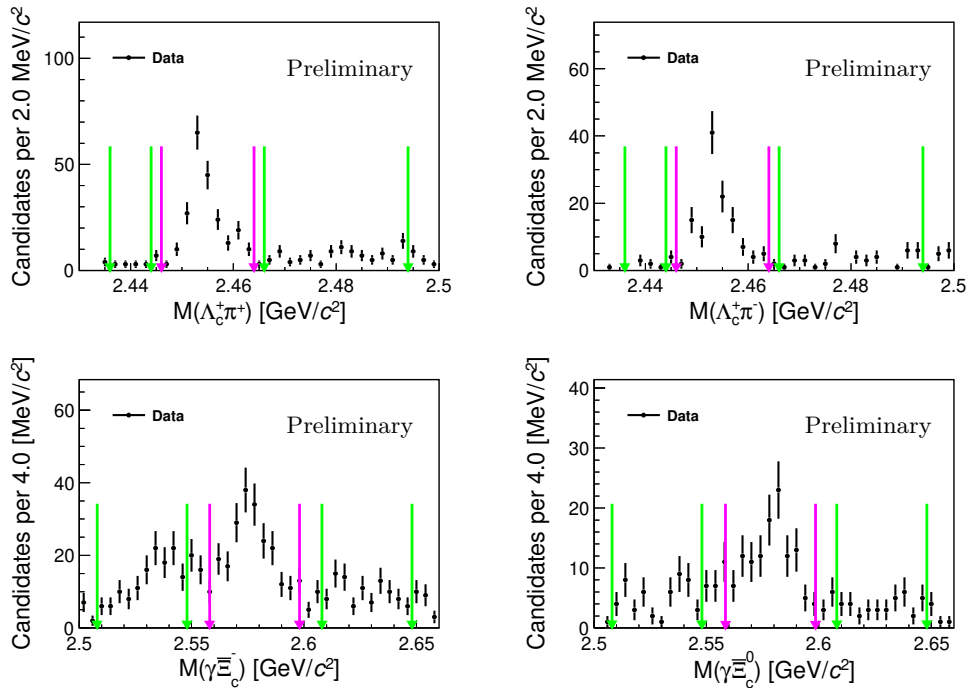 Candidates per 2.0 MeV/c²
100
50
0
Data
Preliminary
2.44 2.46 2.48 2.5
M(Λc⁺π⁺) [GeV/c²]
Candidates per 2.0 MeV/c²
60
40
20
0
Data
Preliminary
2.44 2.46 2.48 2.5
M(Λc⁺π⁻) [GeV/c²]
Candidates per 4.0 [MeV/c²]
60
40
20
0
Data
Preliminary
2.5 2.55 2.6 2.65
M(γΞ̅c⁻) [GeV/c²]
Candidates per 4.0 [MeV/c²]
40
30
20
10
0
Data
Preliminary
2.5 2.55 2.6 2.65
M(γΞ̅c⁰) [GeV/c²]